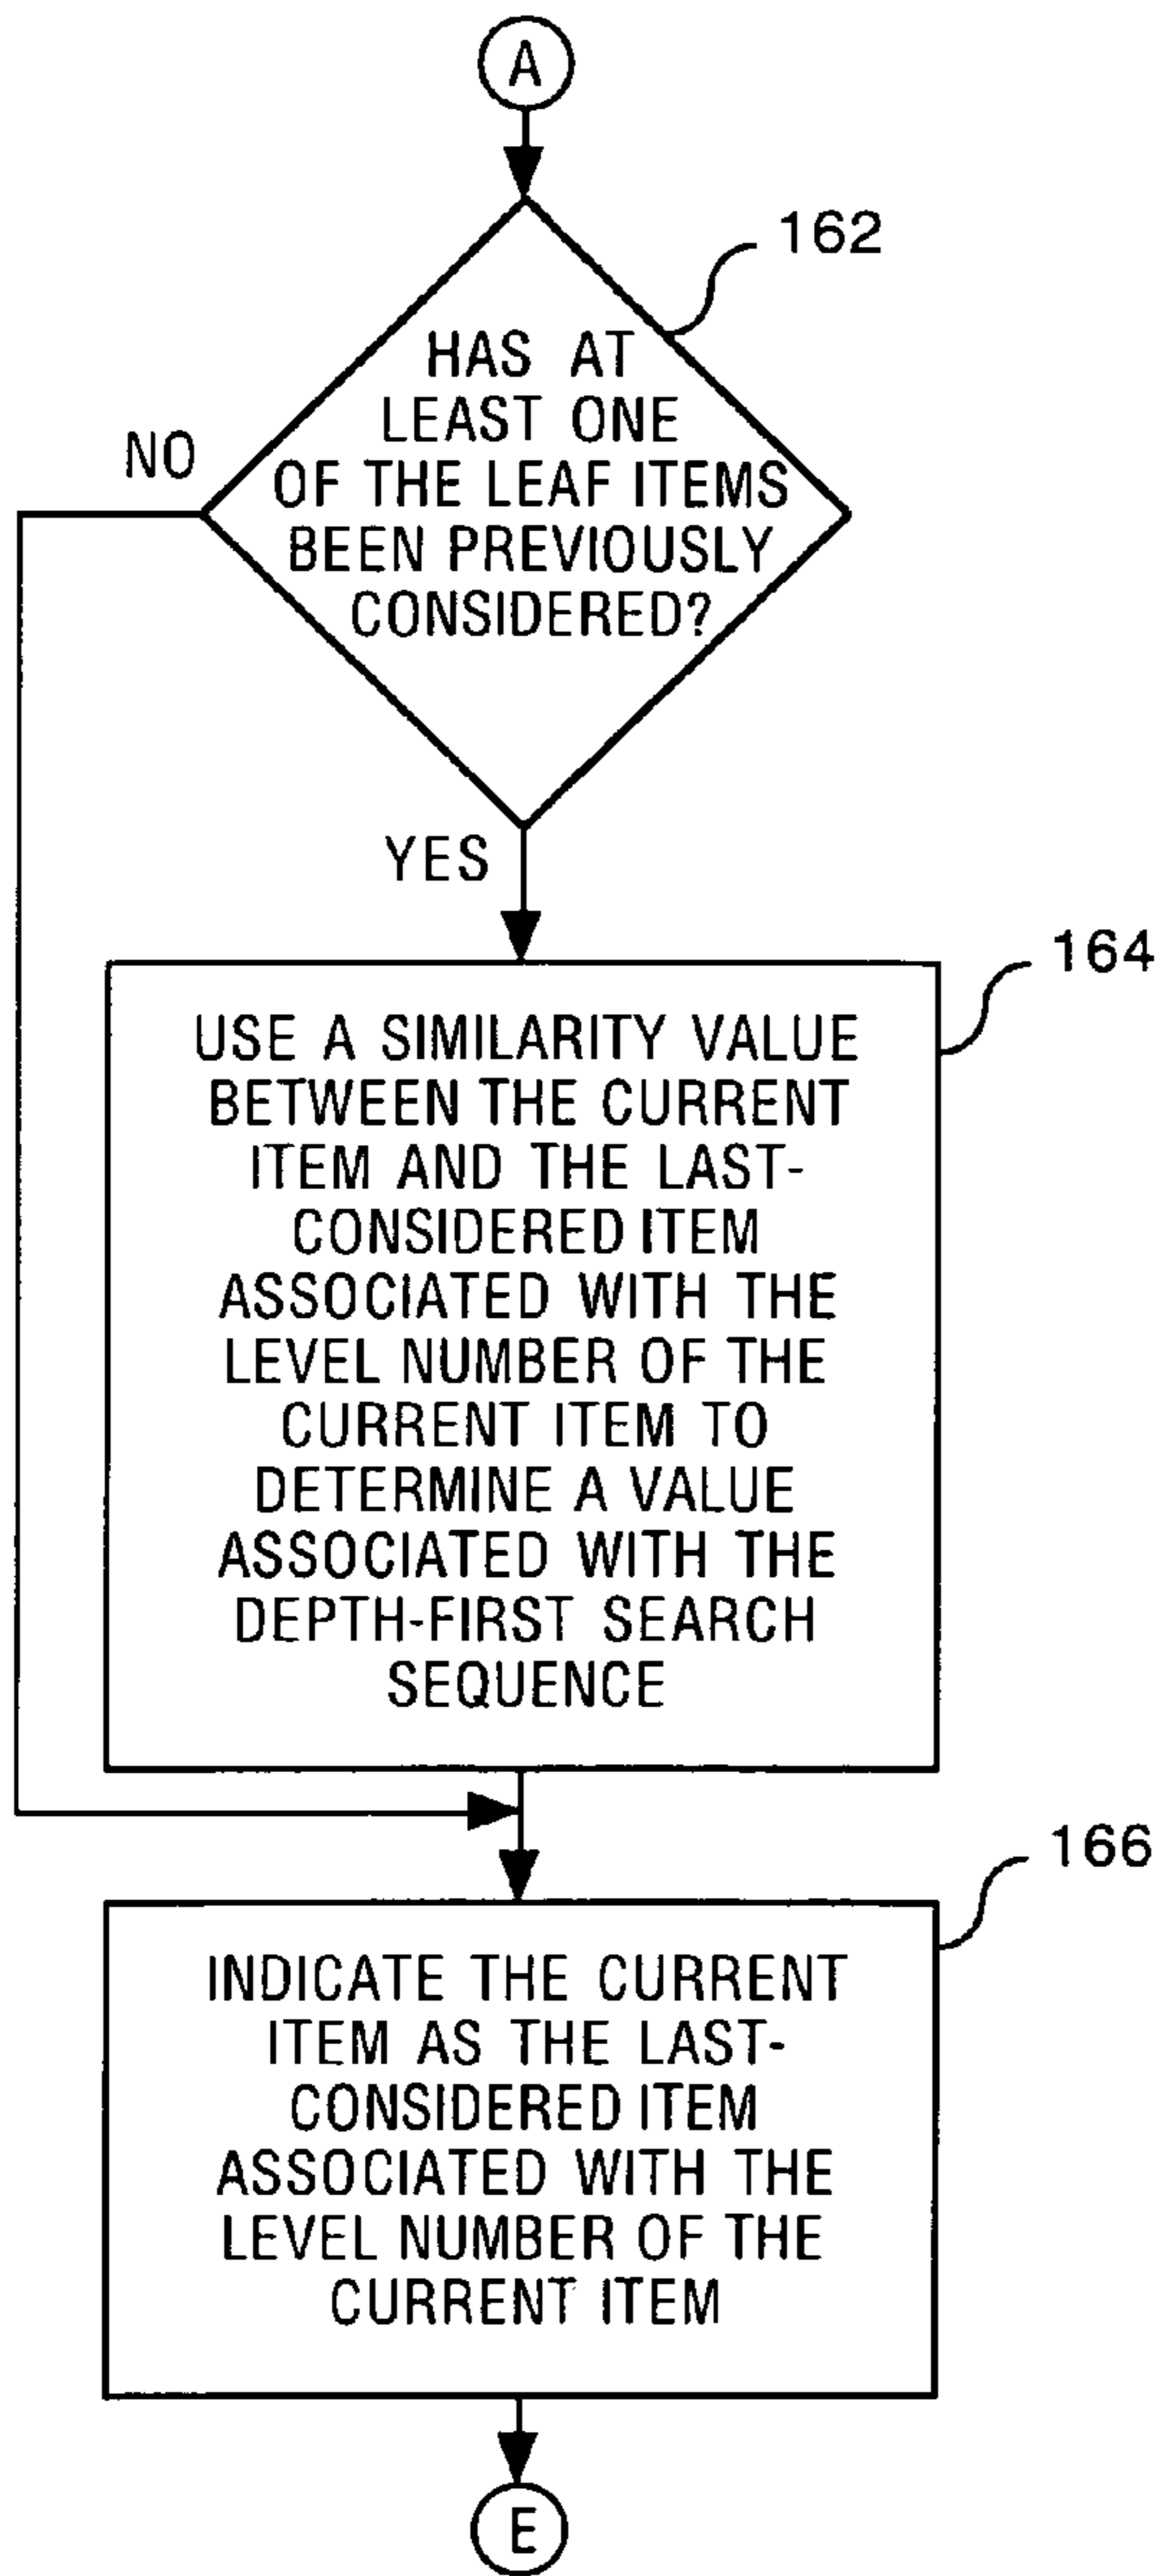 A
162
HAS AT
LEAST ONE
OF THE LEAF ITEMS
BEEN PREVIOUSLY
CONSIDERED?
NO
YES
164
USE A SIMILARITY VALUE
BETWEEN THE CURRENT
ITEM AND THE LAST-
CONSIDERED ITEM
ASSOCIATED WITH THE
LEVEL NUMBER OF THE
CURRENT ITEM TO
DETERMINE A VALUE
ASSOCIATED WITH THE
DEPTH-FIRST SEARCH
SEQUENCE
166
INDICATE THE CURRENT
ITEM AS THE LAST-
CONSIDERED ITEM
ASSOCIATED WITH THE
LEVEL NUMBER OF THE
CURRENT ITEM
E